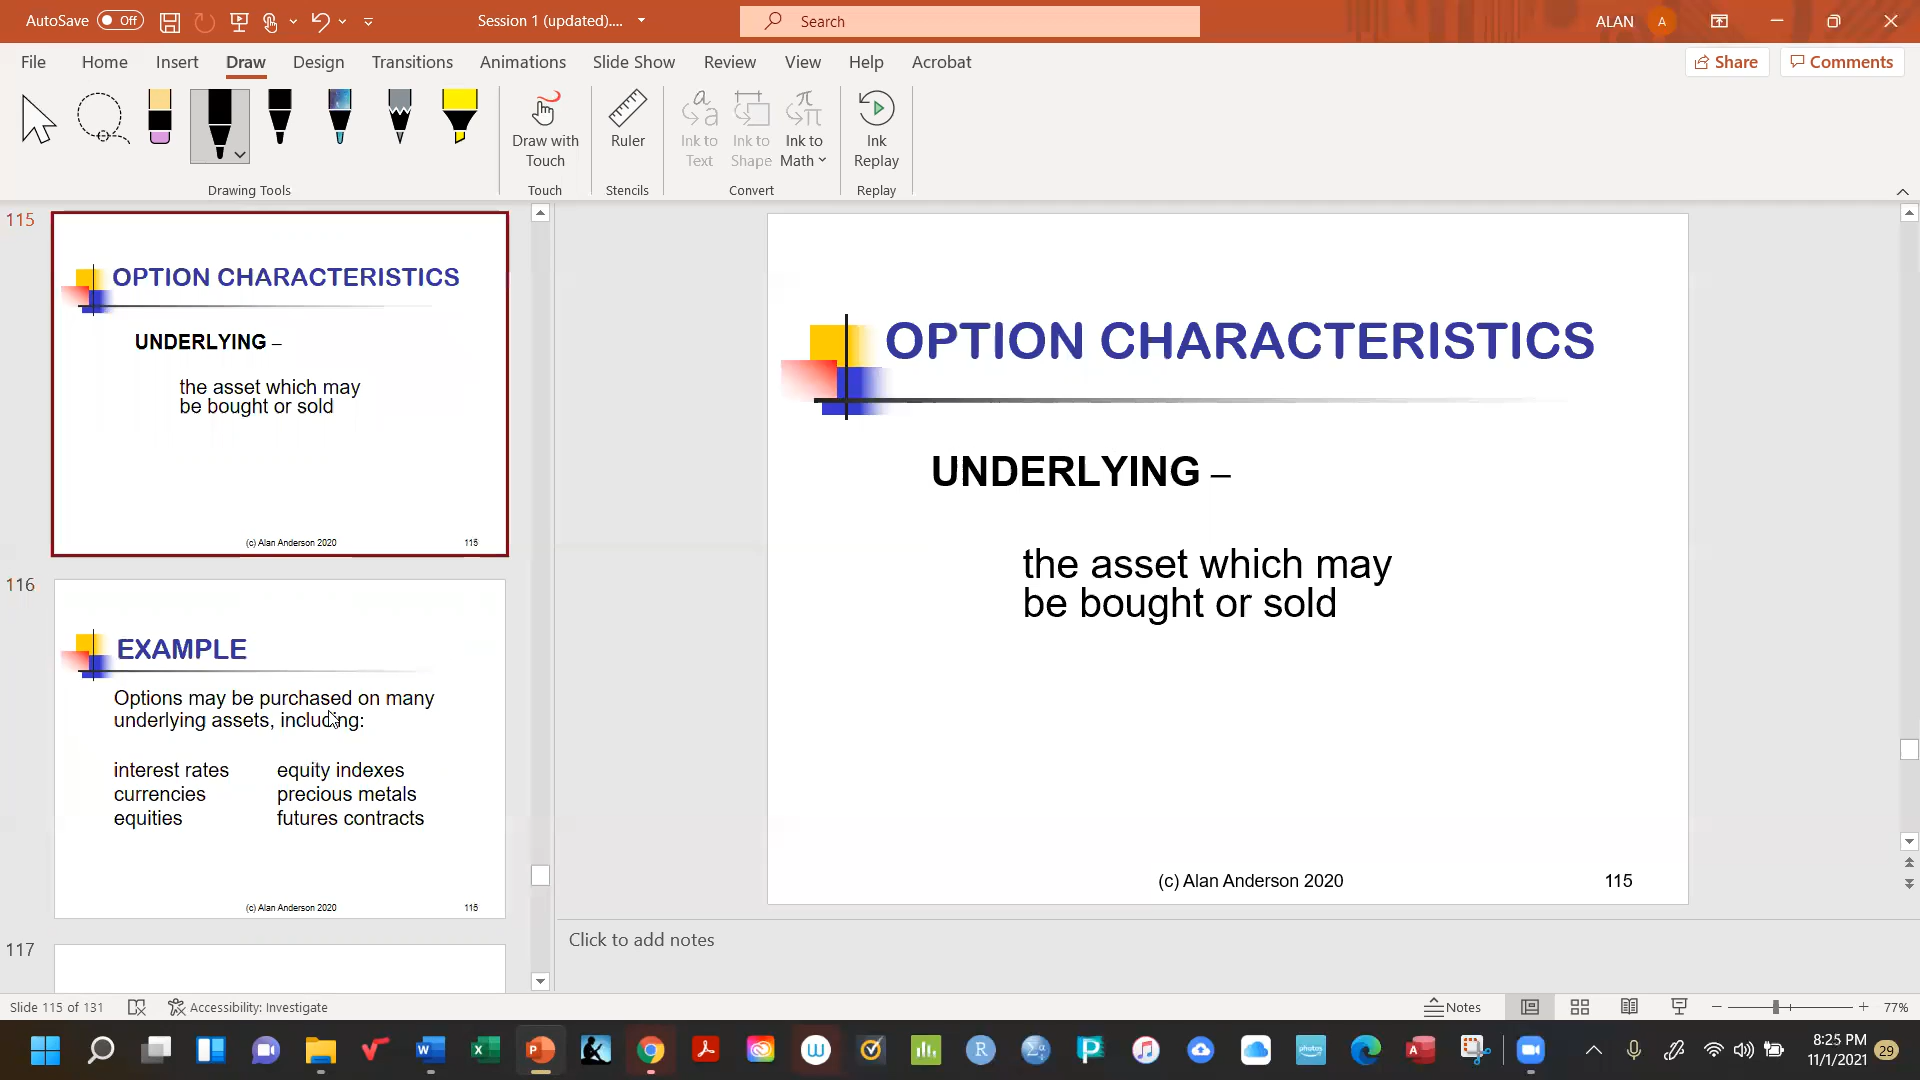 AutoSave Off Session 1 (updated).... Search ALAN A
File Home Insert Draw Design Transitions Animations Slide Show Review View Help Acrobat Share Comments
Draw with Touch
Ruler
Ink to Text
Ink to Shape
Ink to Math
Ink Replay
Drawing Tools Touch Stencils Convert Replay
115
OPTION CHARACTERISTICS
UNDERLYING –
the asset which may
be bought or sold
(c) Alan Anderson 2020 115
116
EXAMPLE
Options may be purchased on many
underlying assets, including:
interest rates equity indexes
currencies precious metals
equities futures contracts
(c) Alan Anderson 2020 116
117
OPTION CHARACTERISTICS
UNDERLYING –
the asset which may
be bought or sold
(c) Alan Anderson 2020 115
Click to add notes
Slide 115 of 131 Accessibility: Investigate Notes 77%
8:25 PM
11/1/2021 29